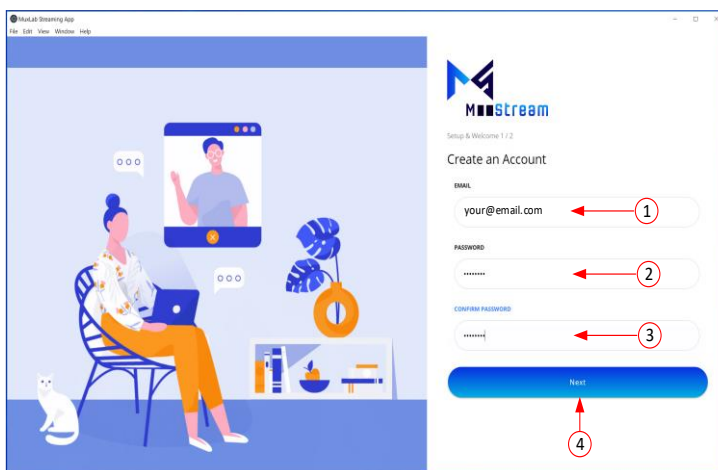 MuxLab Streaming App
File Edit View Window Help
MuxStream
Setup & Welcome 1 / 2
Create an Account
EMAIL
your@email.com
1
PASSWORD
••••••••
2
CONFIRM PASSWORD
••••••••
3
Next
4